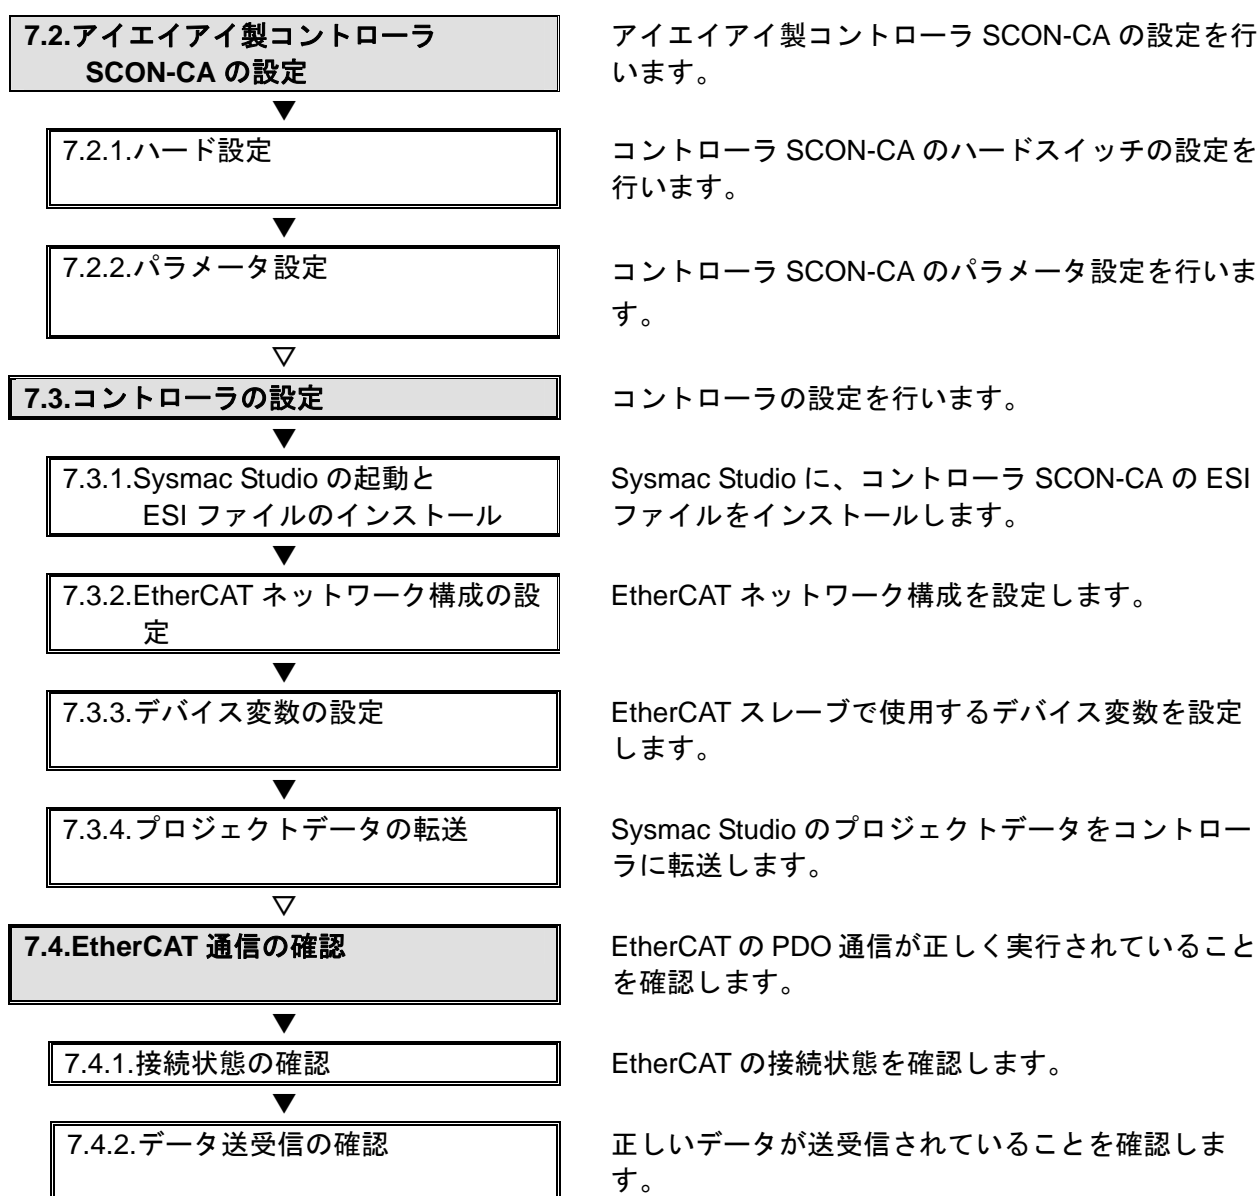 7.2.アイエイアイ製コントローラ
SCON-CA の設定
アイエイアイ製コントローラ SCON-CA の設定を行
います。
▼
7.2.1.ハード設定
コントローラ SCON-CA のハードスイッチの設定を
行います。
▼
7.2.2.パラメータ設定
コントローラ SCON-CA のパラメータ設定を行いま
す。
▽
7.3.コントローラの設定
コントローラの設定を行います。
▼
7.3.1.Sysmac Studio の起動と
ESI ファイルのインストール
Sysmac Studio に、コントローラ SCON-CA の ESI
ファイルをインストールします。
▼
7.3.2.EtherCAT ネットワーク構成の設
定
EtherCAT ネットワーク構成を設定します。
▼
7.3.3.デバイス変数の設定
EtherCAT スレーブで使用するデバイス変数を設定
します。
▼
7.3.4.プロジェクトデータの転送
Sysmac Studio のプロジェクトデータをコントロー
ラに転送します。
▽
7.4.EtherCAT 通信の確認
EtherCAT の PDO 通信が正しく実行されていること
を確認します。
▼
7.4.1.接続状態の確認
EtherCAT の接続状態を確認します。
▼
7.4.2.データ送受信の確認
正しいデータが送受信されていることを確認しま
す。